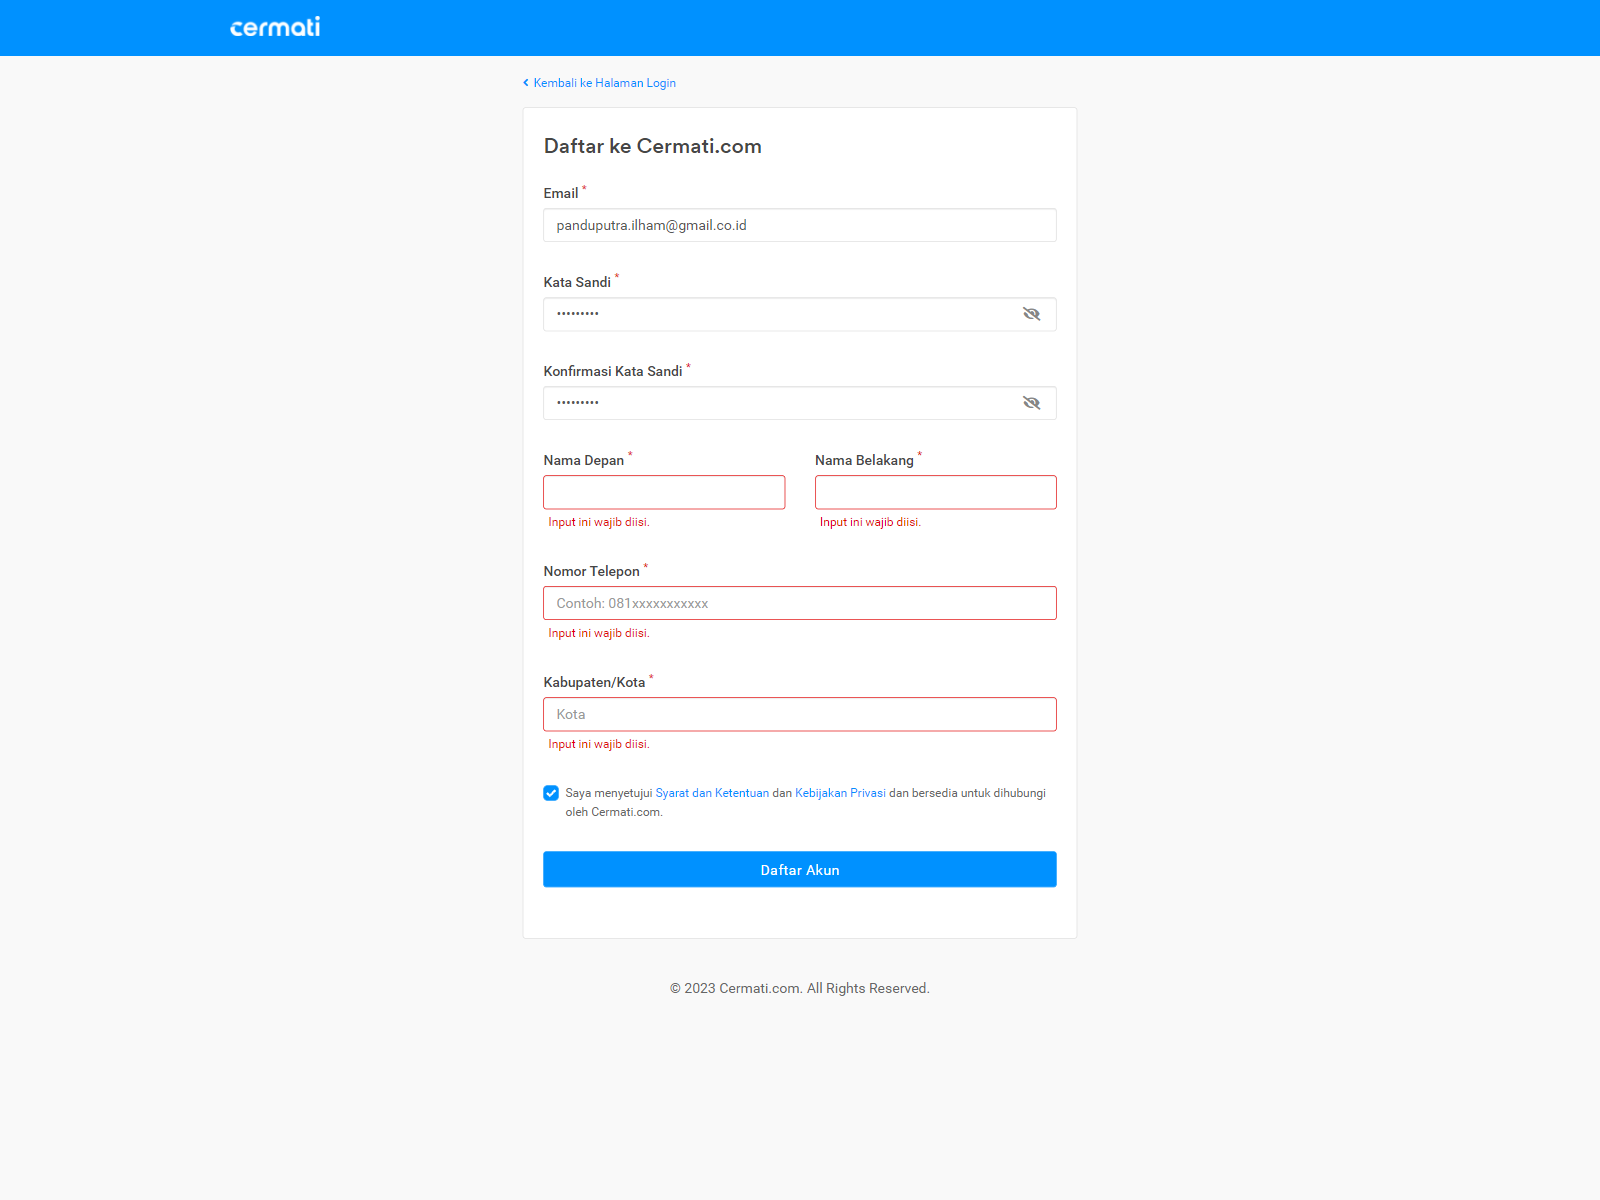 cermati
Kembali ke Halaman Login
Daftar ke Cermati.com
Email *
panduputra.ilham@gmail.co.id
Kata Sandi *
•••••••••
Konfirmasi Kata Sandi *
•••••••••
Nama Depan * Nama Belakang *
Input ini wajib diisi. Input ini wajib diisi.
Nomor Telepon *
Contoh: 081xxxxxxxxxxx
Input ini wajib diisi.
Kabupaten/Kota *
Kota
Input ini wajib diisi.
Saya menyetujui Syarat dan Ketentuan dan Kebijakan Privasi dan bersedia untuk dihubungi
oleh Cermati.com.
Daftar Akun
© 2023 Cermati.com. All Rights Reserved.